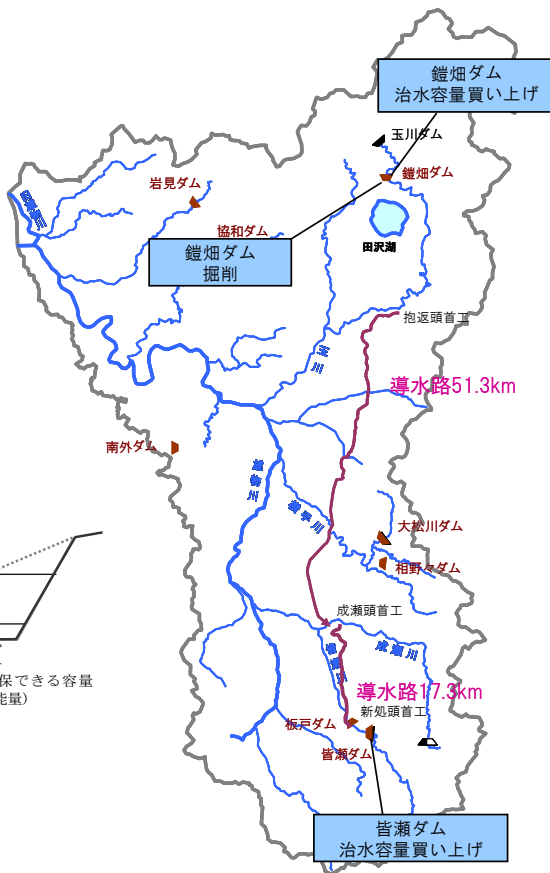 鎧畑ダム
治水容量買い上げ
玉川ダム
鎧畑ダム
岩見ダム
協和ダム
田沢湖
鎧畑ダム
掘削
抱返頭首工
玉川
導水路51.3km
南外ダム
大松川ダム
相野々ダム
成瀬頭首工
成瀬川
導水路17.3km
新処頭首工
板戸ダム
皆瀬ダム
保できる容量
能量)
皆瀬ダム
治水容量買い上げ